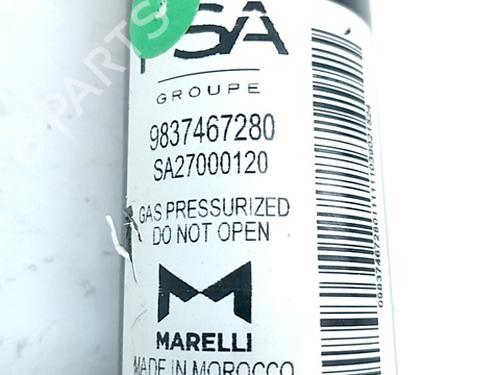 PSA
GROUPE
9837467280
SA27000120
GAS PRESSURIZED
DO NOT OPEN
MARELLI
MADE IN MOROCCO